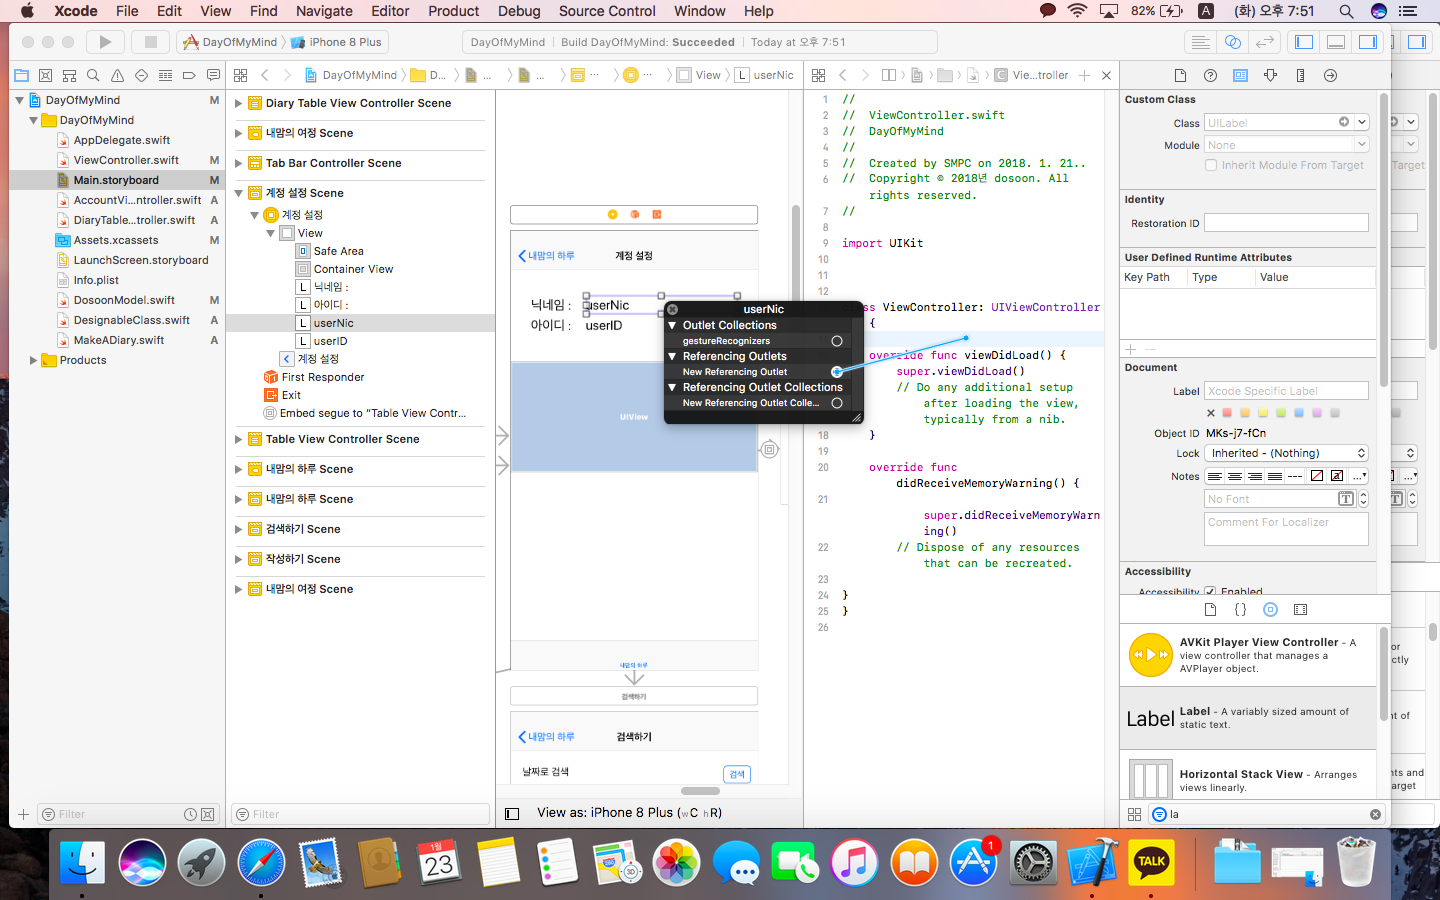 Xcode File Edit View Find Navigate Editor Product Debug Source Control Window Help 82% A (화) 오후 7:51
DayOfMyMind iPhone 8 Plus DayOfMyMind Build DayOfMyMind: Succeeded Today at 오후 7:51
DayOfMyMind D... ... ... ... ... View L userNic Vie...troller
DayOfMyMind M
DayOfMyMind
AppDelegate.swift
ViewController.swift M
Main.storyboard M
AccountVi...ntroller.swift A
DiaryTable...troller.swift A
Assets.xcassets M
LaunchScreen.storyboard
Info.plist
DosoonModel.swift M
DesignableClass.swift A
MakeADiary.swift A
Products
Filter
Diary Table View Controller Scene
내맘의 여정 Scene
Tab Bar Controller Scene
계정 설정 Scene
계정 설정
View
Safe Area
Container View
L 닉네임 :
L 아이디 :
L userNic
L userID
계정 설정
First Responder
Exit
Embed segue to "Table View Contr...
Table View Controller Scene
내맘의 하루 Scene
내맘의 하루 Scene
검색하기 Scene
작성하기 Scene
내맘의 여정 Scene
Filter
내맘의 하루 계정 설정
닉네임 : userNic
아이디 : userID
UIView
내맘의 하루
검색하기
내맘의 하루 검색하기
날짜로 검색 검색
View as: iPhone 8 Plus (wC hR)
userNic
Outlet Collections
gestureRecognizers
Referencing Outlets
New Referencing Outlet
Referencing Outlet Collections
New Referencing Outlet Colle...
1 //
2 // ViewController.swift
3 // DayOfMyMind
4 //
5 // Created by SMPC on 2018. 1. 21..
6 // Copyright © 2018년 dosoon. All
rights reserved.
7 //
8
9 import UIKit
10
11
12
ss ViewController: UIViewController
{
override func viewDidLoad() {
super.viewDidLoad()
// Do any additional setup
after loading the view,
typically from a nib.
18 }
19
20 override func
didReceiveMemoryWarning() {
21
super.didReceiveMemoryWarn
ing()
22 // Dispose of any resources
that can be recreated.
23
24 }
25 }
26
Custom Class
Class UILabel
Module None
Inherit Module From Target
Target
Identity
Restoration ID
User Defined Runtime Attributes
Key Path Type Value
Document
Label Xcode Specific Label
Object ID MKs-j7-fCn
Lock Inherited - (Nothing)
Notes
No Font
Comment For Localizer
Accessibility
Accessibility Enabled
AVKit Player View Controller - A
view controller that manages a
AVPlayer object.
Label Label - A variably sized amount of
static text.
Horizontal Stack View - Arranges
views linearly.
la
or
ctly
nt of
nts and
target
1월
23
3D
1
TALK